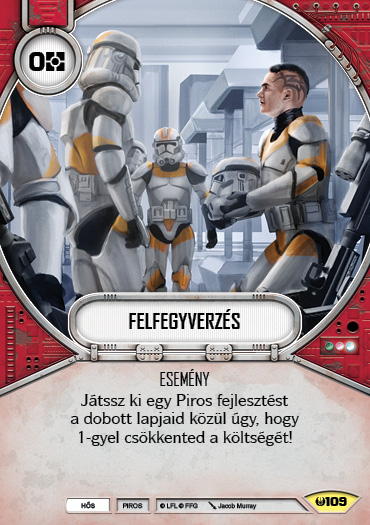 0
FELFEGYVERZÉS
ESEMÉNY
Játssz ki egy Piros fejlesztést
a dobott lapjaid közül úgy, hogy
1-gyel csökkented a költségét!
HŐS PIROS © LFL © FFG Jacob Murray 109